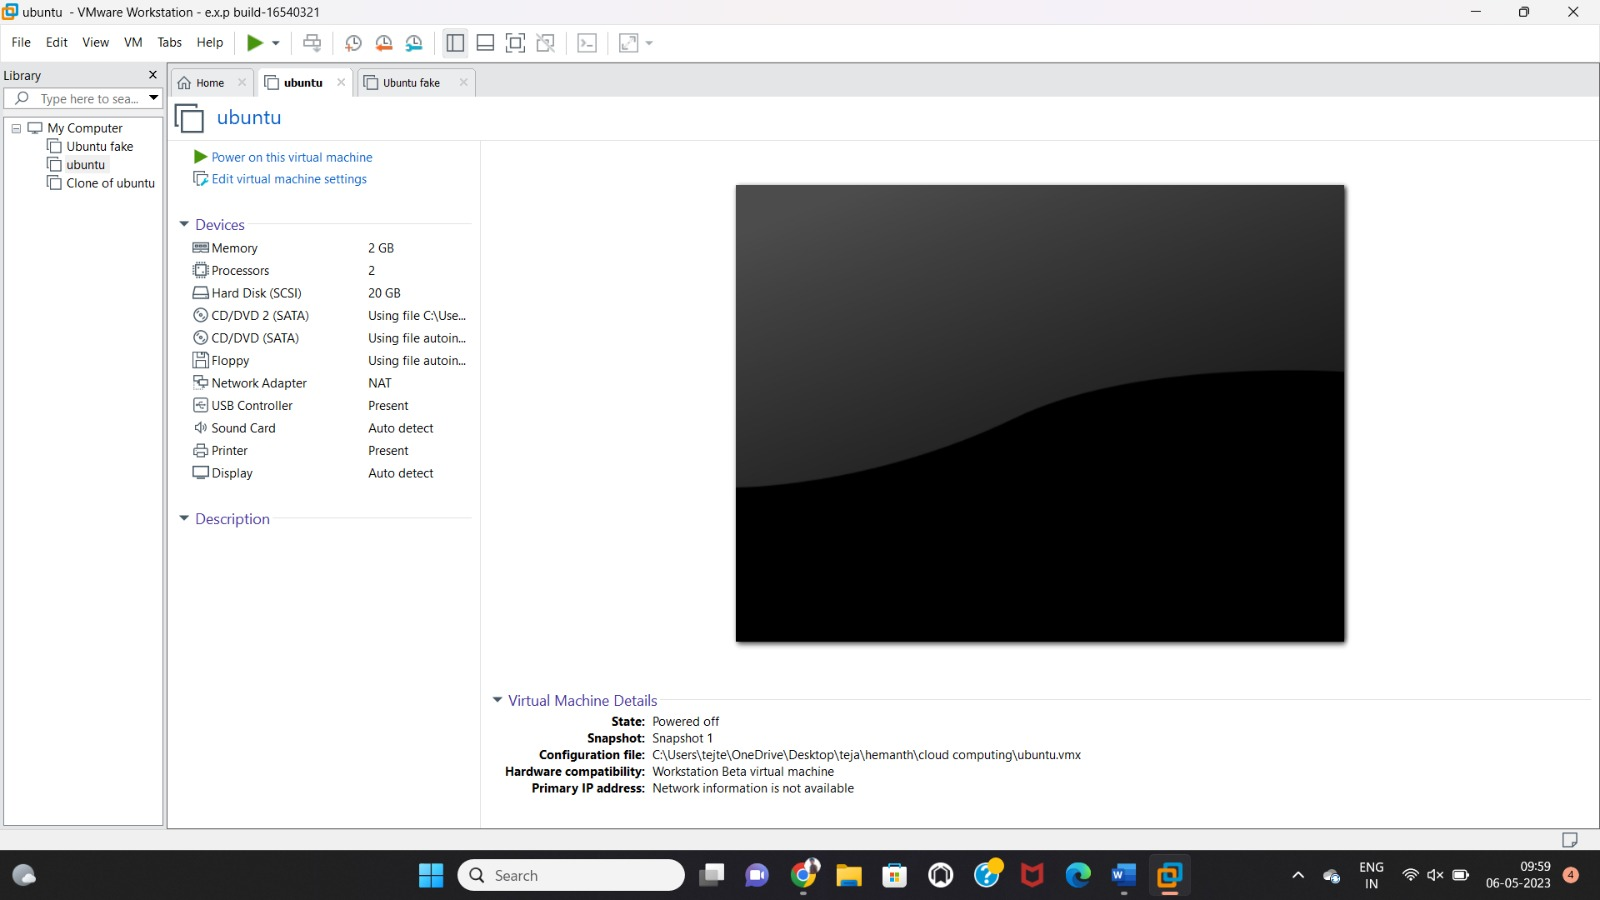 ubuntu - VMware Workstation - e.x.p build-16540321
File Edit View VM Tabs Help
Library
Type here to sea...
My Computer
Ubuntu fake
ubuntu
Clone of ubuntu
Home ubuntu Ubuntu fake
ubuntu
Power on this virtual machine
Edit virtual machine settings
Devices
Memory 2 GB
Processors 2
Hard Disk (SCSI) 20 GB
CD/DVD 2 (SATA) Using file C:\Use...
CD/DVD (SATA) Using file autoin...
Floppy Using file autoin...
Network Adapter NAT
USB Controller Present
Sound Card Auto detect
Printer Present
Display Auto detect
Description
Virtual Machine Details
State: Powered off
Snapshot: Snapshot 1
Configuration file: C:\Users\tejte\OneDrive\Desktop\teja\hemanth\cloud computing\ubuntu.vmx
Hardware compatibility: Workstation Beta virtual machine
Primary IP address: Network information is not available
Search
ENG
IN
09:59
06-05-2023
4